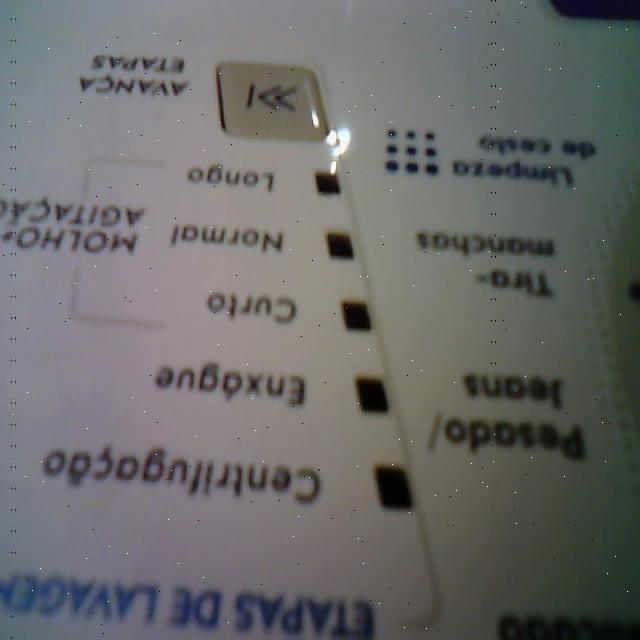 ETAPAS DE LAVAGEM
Centrifugação
Enxágue
Curto
Normal
Longo
MOLHO+
AGITAÇÃO
AVANÇA
ETAPAS
Pesado/
Jeans
Tira-
manchas
Limpeza
de cesto